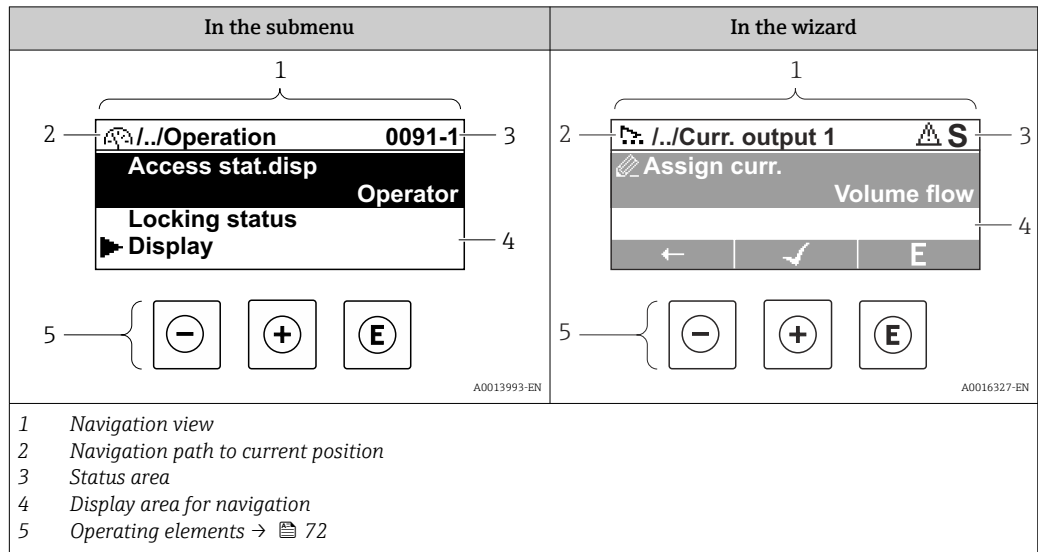 In the submenu
In the wizard
1
2
/../Operation 0091-1
3
Access stat.disp
Operator
Locking status
Display
4
5
- + E
A0013993-EN
1
2
/../Curr. output 1 S
3
Assign curr.
Volume flow
4
← ✓ E
5
- + E
A0016327-EN
1 Navigation view
2 Navigation path to current position
3 Status area
4 Display area for navigation
5 Operating elements → 72